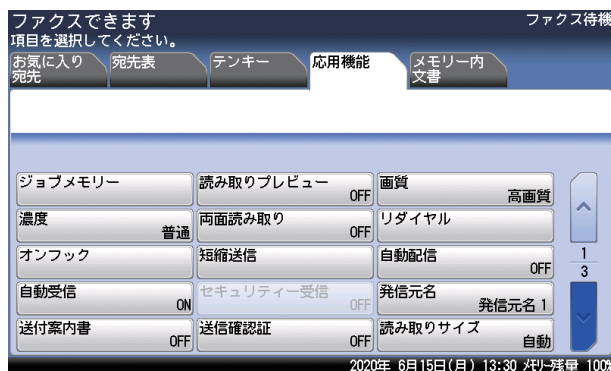 ファクスできます
ファクス待機
項目を選択してください。
お気に入り
宛先
宛先表
テンキー
応用機能
メモリー内
文書
ジョブメモリー
読み取りプレビュー
OFF
画質
高画質
濃度
普通
両面読み取り
OFF
リダイヤル
オンフック
短縮送信
自動配信
OFF
1
3
自動受信
ON
セキュリティー受信
OFF
発信元名
発信元名 1
送付案内書
OFF
送信確認証
OFF
読み取りサイズ
自動
2020年 6月15日(月) 13:30 メモリー残量 100%